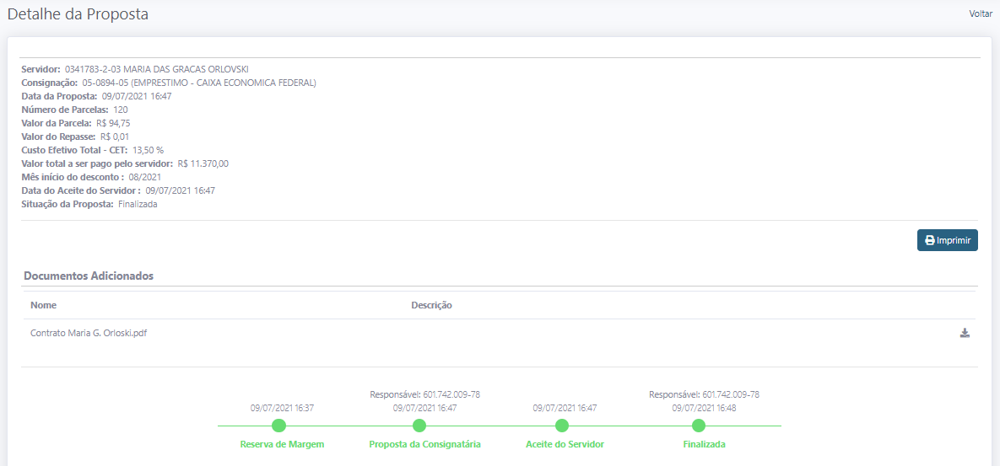 Detalhe da Proposta
Voltar
Servidor: 0341783-2-03 MARIA DAS GRACAS ORLOVSKI
Consignação: 05-0894-05 (EMPRESTIMO - CAIXA ECONOMICA FEDERAL)
Data da Proposta: 09/07/2021 16:47
Número de Parcelas: 120
Valor da Parcela: R$ 94,75
Valor do Repasse: R$ 0,01
Custo Efetivo Total - CET: 13,50 %
Valor total a ser pago pelo servidor: R$ 11.370,00
Mês início do desconto : 08/2021
Data do Aceite do Servidor : 09/07/2021 16:47
Situação da Proposta: Finalizada
Imprimir
Documentos Adicionados
Nome Descrição
Contrato Maria G. Orloski.pdf
Responsável: 601.742.009-78 Responsável: 601.742.009-78
09/07/2021 16:37 09/07/2021 16:47 09/07/2021 16:47 09/07/2021 16:48
Reserva de Margem Proposta da Consignatária Aceite do Servidor Finalizada